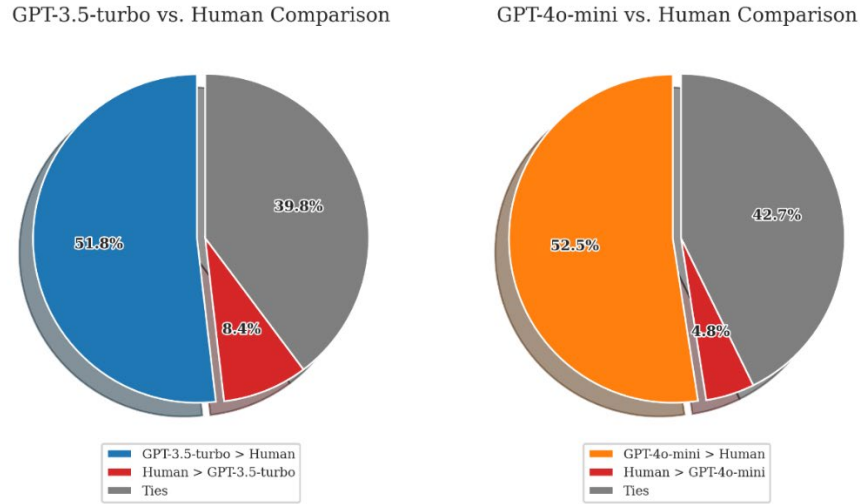 GPT-3.5-turbo vs. Human Comparison
51.8%
39.8%
8.4%
GPT-3.5-turbo > Human
Human > GPT-3.5-turbo
Ties
GPT-4o-mini vs. Human Comparison
52.5%
42.7%
4.8%
GPT-4o-mini > Human
Human > GPT-4o-mini
Ties